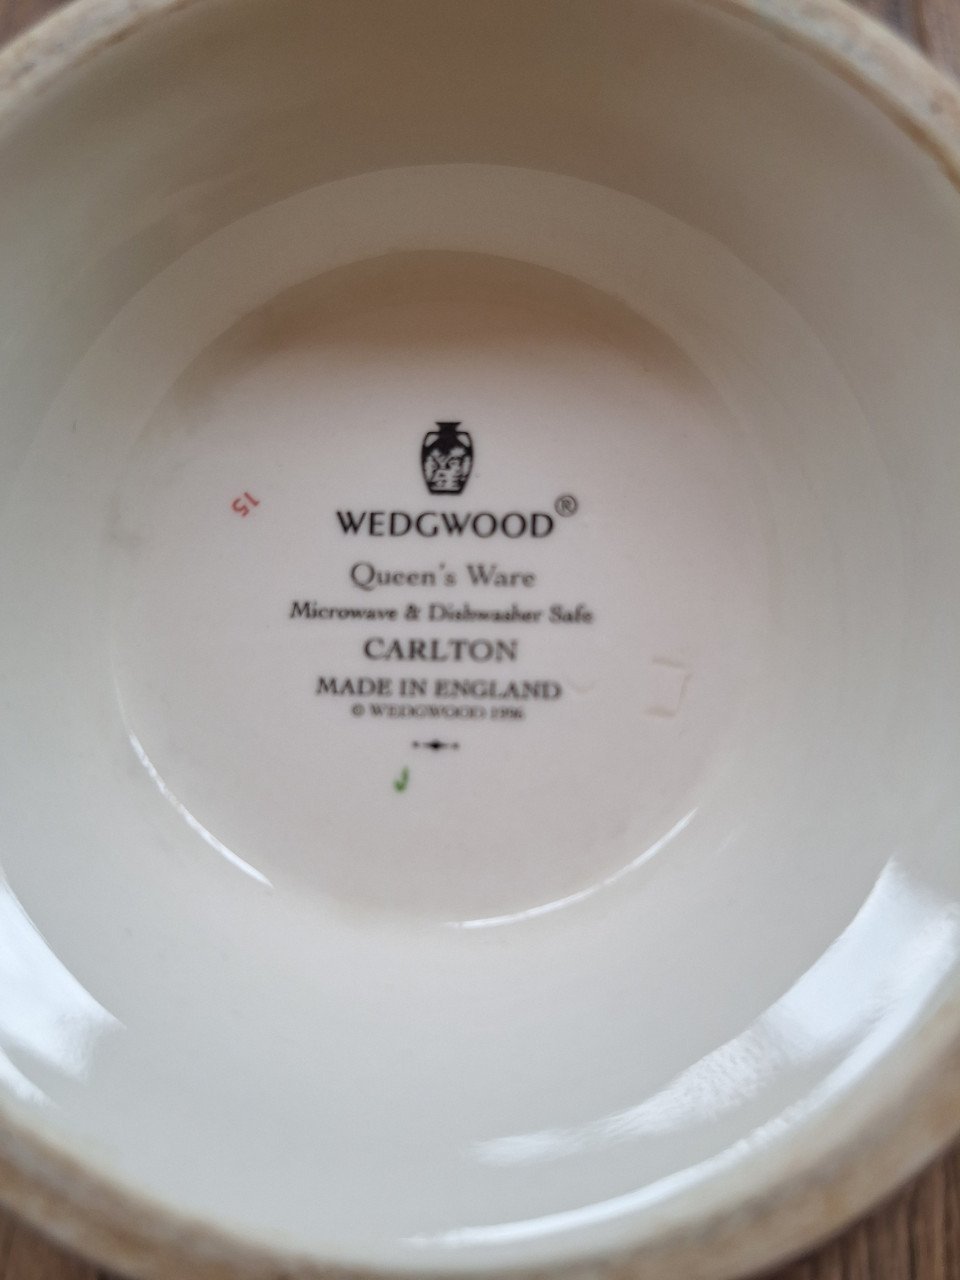 15
WEDGWOOD®
Queen's Ware
Microwave & Dishwasher Safe
CARLTON
MADE IN ENGLAND
© WEDGWOOD 1996